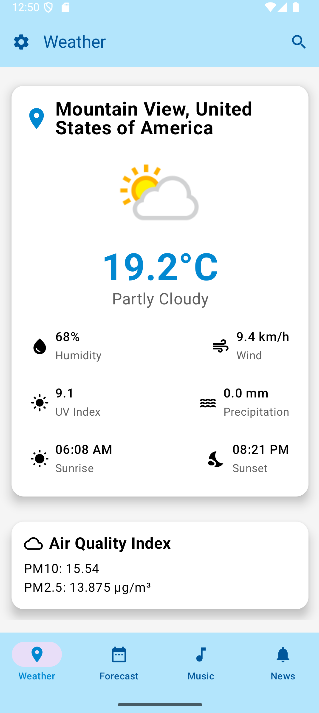 12:50
Weather
Mountain View, United
States of America
19.2°C
Partly Cloudy
68%
Humidity
9.4 km/h
Wind
9.1
UV Index
0.0 mm
Precipitation
06:08 AM
Sunrise
08:21 PM
Sunset
Air Quality Index
PM10: 15.54
PM2.5: 13.875 µg/m³
Weather
Forecast
Music
News